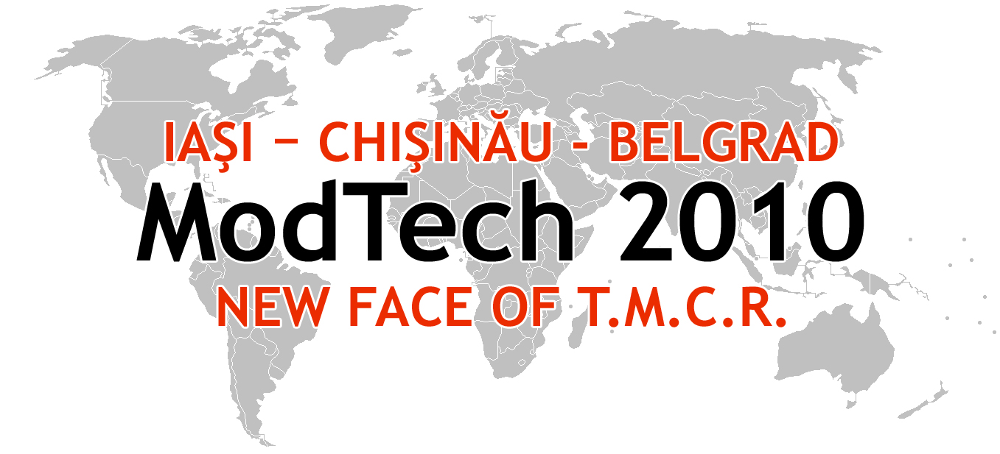 IAŞI – CHIŞINĂU - BELGRAD
ModTech 2010
NEW FACE OF T.M.C.R.